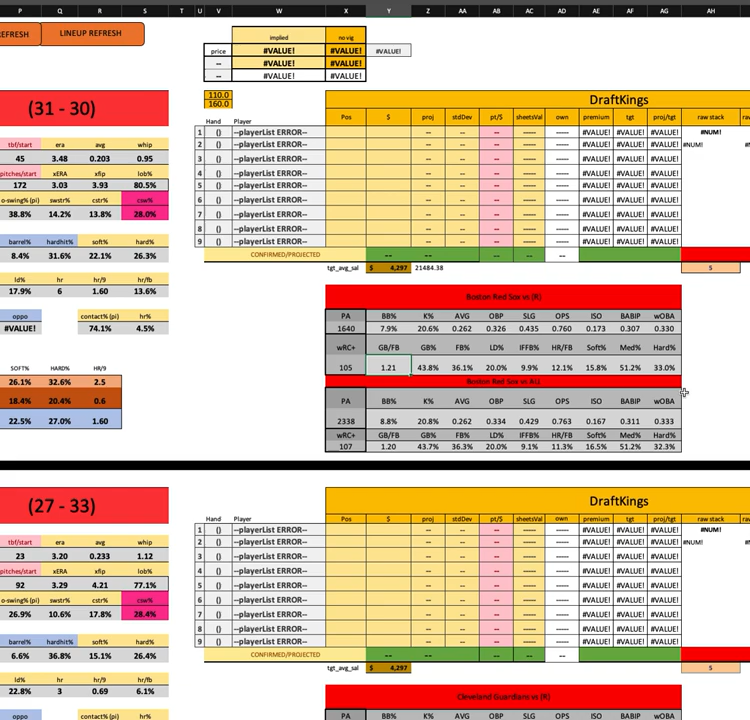 P Q R S T U V W X Y Z AA AB AC AD AE AF AG AH
REFRESH LINEUP REFRESH
implied no vig
price #VALUE! #VALUE! #VALUE!
-- #VALUE! #VALUE!
-- #VALUE! #VALUE!
110.0
160.0
(31 - 30) DraftKings
Hand Player Pos $ proj stdDev pt/$ sheetsVal own premium tgt proj/tgt raw stack
tbf/start era avg whip
1 () --playerList ERROR-- -- -- -- ----- ----- #VALUE! #VALUE! #VALUE! #NUM!
2 () --playerList ERROR-- -- -- -- ----- ----- #VALUE! #VALUE! #VALUE! #NUM!
45 3.48 0.203 0.95
3 () --playerList ERROR-- -- -- -- ----- ----- #VALUE! #VALUE! #VALUE!
pitches/start xERA xfip lob%
4 () --playerList ERROR-- -- -- -- ----- ----- #VALUE! #VALUE! #VALUE!
172 3.03 3.93 80.5%
5 () --playerList ERROR-- -- -- -- ----- ----- #VALUE! #VALUE! #VALUE!
o-swing% (pi) swstr% cstr% csw%
6 () --playerList ERROR-- -- -- -- ----- ----- #VALUE! #VALUE! #VALUE!
38.8% 14.2% 13.8% 28.0%
7 () --playerList ERROR-- -- -- -- ----- ----- #VALUE! #VALUE! #VALUE!
8 () --playerList ERROR-- -- -- -- ----- ----- #VALUE! #VALUE! #VALUE!
barrel% hardhit% soft% hard%
9 () --playerList ERROR-- -- -- -- ----- ----- #VALUE! #VALUE! #VALUE!
8.4% 31.6% 22.1% 26.3%
CONFIRMED/PROJECTED -- -- --
tgt_avg_sal $ 4,297 21484.38 5
ld% hr hr/9 hr/fb
17.9% 6 1.60 13.6%
Boston Red Sox vs (R)
oppo contact% (pi) hr%
PA BB% K% AVG OBP SLG OPS ISO BABIP wOBA
#VALUE! 74.1% 4.5%
1640 7.9% 20.6% 0.262 0.326 0.435 0.760 0.173 0.307 0.330
wRC+ GB/FB GB% FB% LD% IFFB% HR/FB Soft% Med% Hard%
SOFT% HARD% HR/9
105 1.21 43.8% 36.1% 20.0% 9.9% 12.1% 15.8% 51.2% 33.0%
26.1% 32.6% 2.5
Boston Red Sox vs ALL
18.4% 20.4% 0.6
PA BB% K% AVG OBP SLG OPS ISO BABIP wOBA
22.5% 27.0% 1.60
2338 8.8% 20.8% 0.262 0.334 0.429 0.763 0.167 0.311 0.333
wRC+ GB/FB GB% FB% LD% IFFB% HR/FB Soft% Med% Hard%
107 1.20 43.7% 36.3% 20.0% 9.1% 11.3% 16.5% 51.2% 32.3%
(27 - 33) DraftKings
Hand Player Pos $ proj stdDev pt/$ sheetsVal own premium tgt proj/tgt raw stack
1 () --playerList ERROR-- -- -- -- ----- ----- #VALUE! #VALUE! #VALUE! #NUM!
tbf/start era avg whip
2 () --playerList ERROR-- -- -- -- ----- ----- #VALUE! #VALUE! #VALUE! #NUM!
23 3.20 0.233 1.12
3 () --playerList ERROR-- -- -- -- ----- ----- #VALUE! #VALUE! #VALUE!
pitches/start xERA xfip lob%
4 () --playerList ERROR-- -- -- -- ----- ----- #VALUE! #VALUE! #VALUE!
92 3.29 4.21 77.1%
5 () --playerList ERROR-- -- -- -- ----- ----- #VALUE! #VALUE! #VALUE!
o-swing% (pi) swstr% cstr% csw%
6 () --playerList ERROR-- -- -- -- ----- ----- #VALUE! #VALUE! #VALUE!
26.9% 10.6% 17.8% 28.4%
7 () --playerList ERROR-- -- -- -- ----- ----- #VALUE! #VALUE! #VALUE!
8 () --playerList ERROR-- -- -- -- ----- ----- #VALUE! #VALUE! #VALUE!
barrel% hardhit% soft% hard%
9 () --playerList ERROR-- -- -- -- ----- ----- #VALUE! #VALUE! #VALUE!
6.6% 36.8% 15.1% 26.4%
CONFIRMED/PROJECTED -- -- --
tgt_avg_sal $ 4,297 5
ld% hr hr/9 hr/fb
22.8% 3 0.69 6.1%
Cleveland Guardians vs (R)
oppo contact% (pi) hr%
PA BB% K% AVG OBP SLG OPS ISO BABIP wOBA